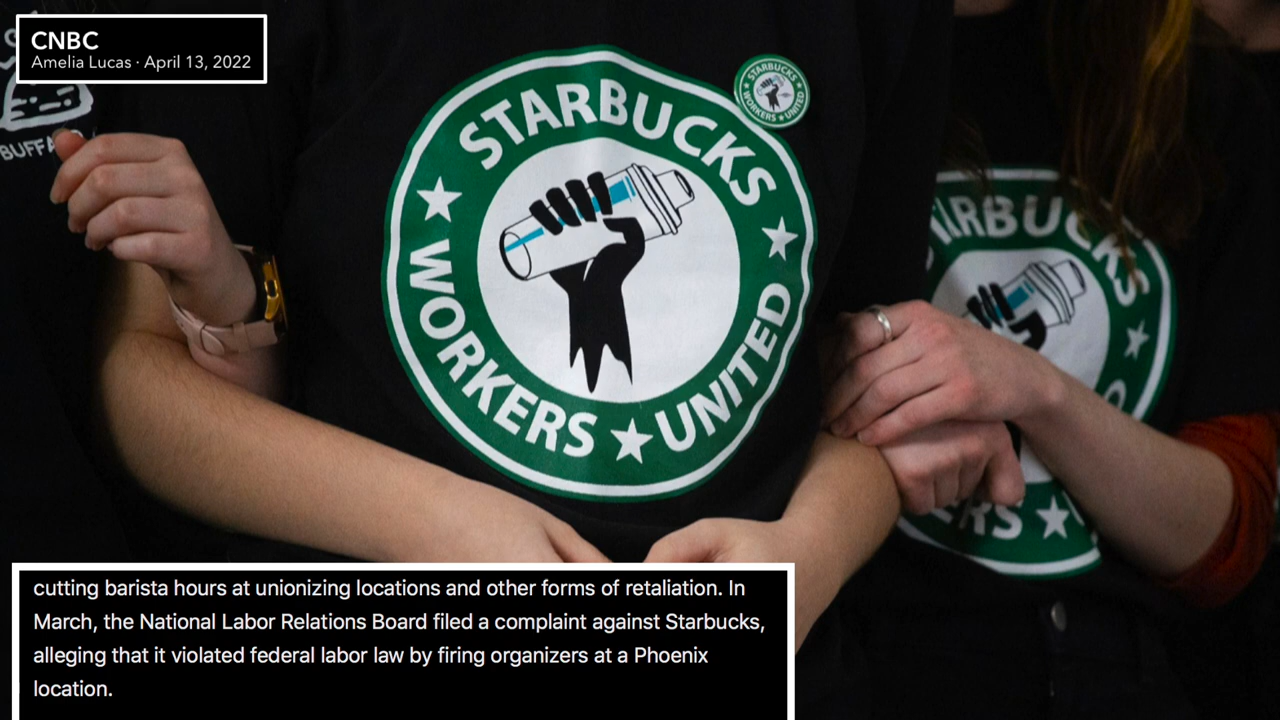 CNBC
Amelia Lucas · April 13, 2022
BUFFA
STARBUCKS
WORKERS ★ UNITED
STARBUCKS
WORKERS ★ UNITED
STARBUCKS
ERS ★ U
cutting barista hours at unionizing locations and other forms of retaliation. In
March, the National Labor Relations Board filed a complaint against Starbucks,
alleging that it violated federal labor law by firing organizers at a Phoenix
location.